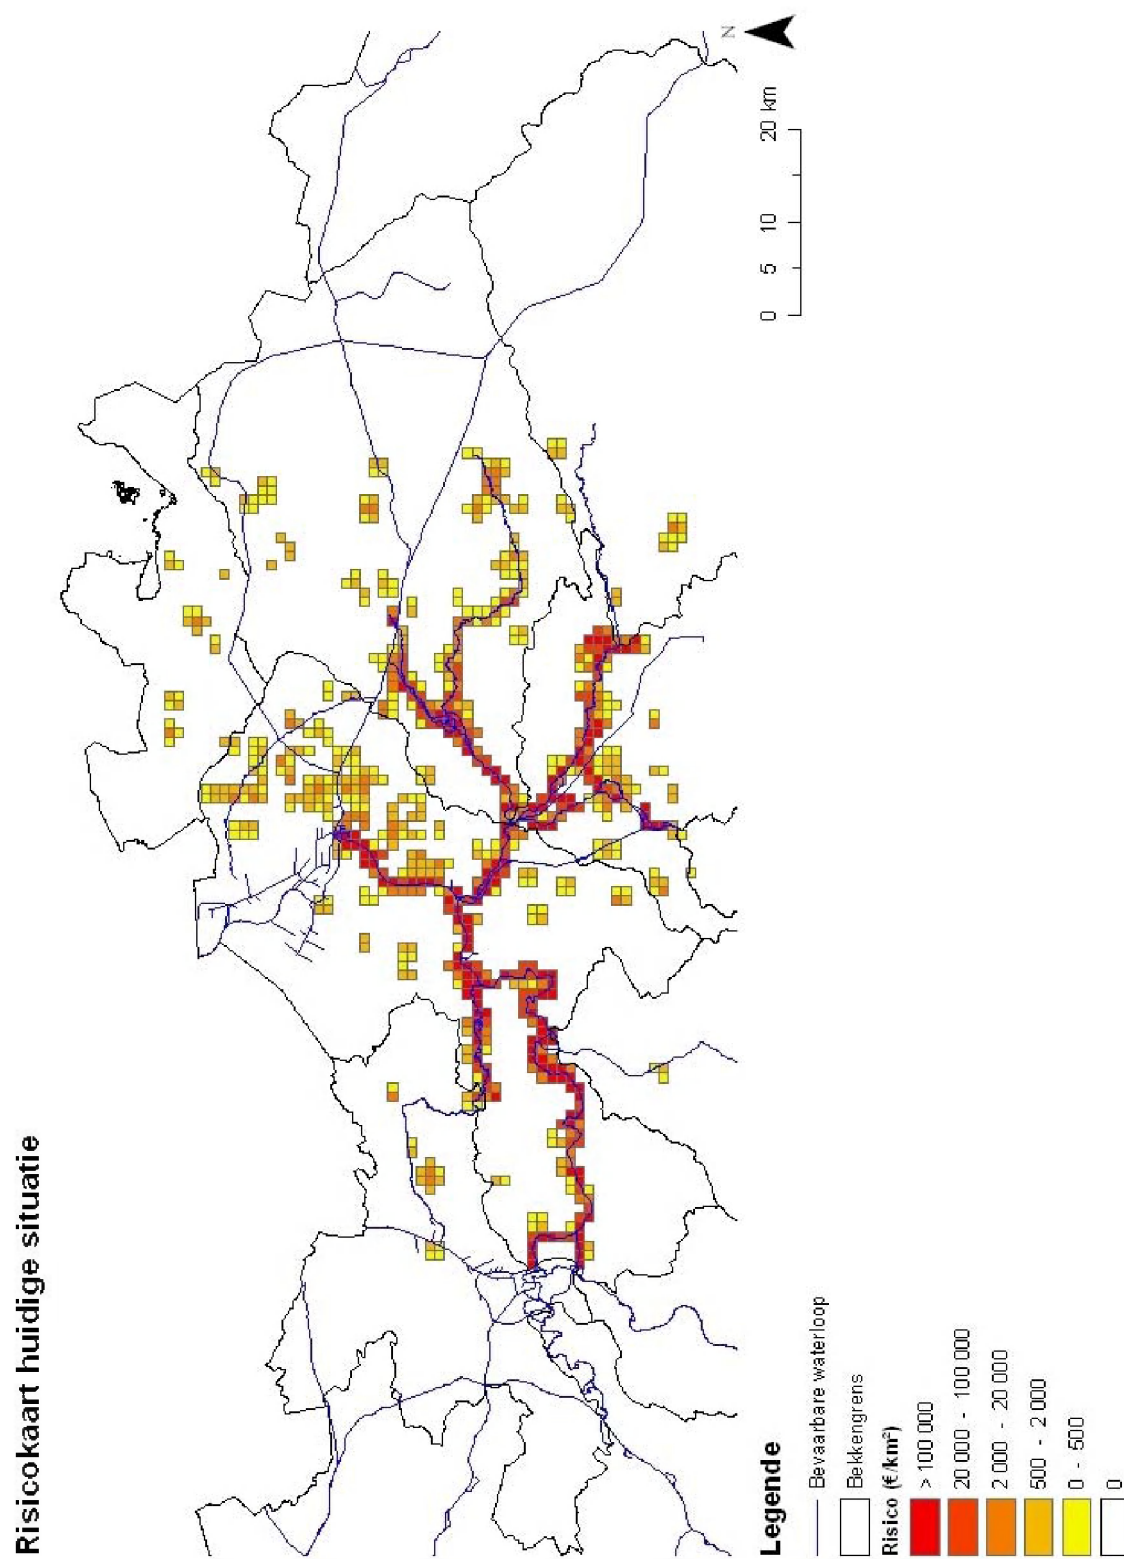 Risicokaart huidige situatie
N
0 5 10 20 km
Legende
Bevaarbare waterloop
Bekkengrens
Risico (€/km²)
> 100 000
20 000 - 100 000
2 000 - 20 000
500 - 2 000
0 - 500
0